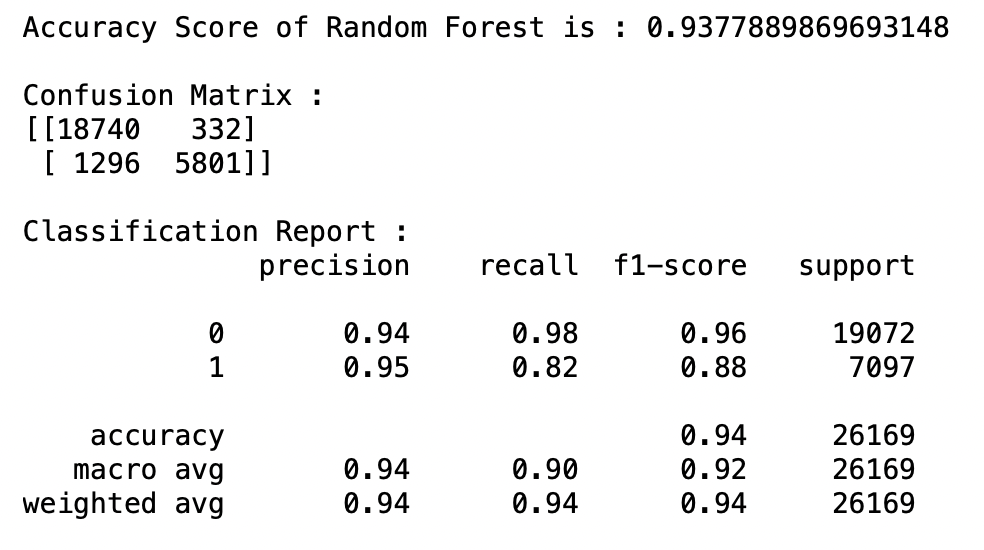 Accuracy Score of Random Forest is : 0.9377889869693148
Confusion Matrix :
[[18740   332]
 [ 1296  5801]]
Classification Report :
              precision    recall  f1-score   support
           0       0.94      0.98      0.96     19072
           1       0.95      0.82      0.88      7097
    accuracy                           0.94     26169
   macro avg       0.94      0.90      0.92     26169
weighted avg       0.94      0.94      0.94     26169